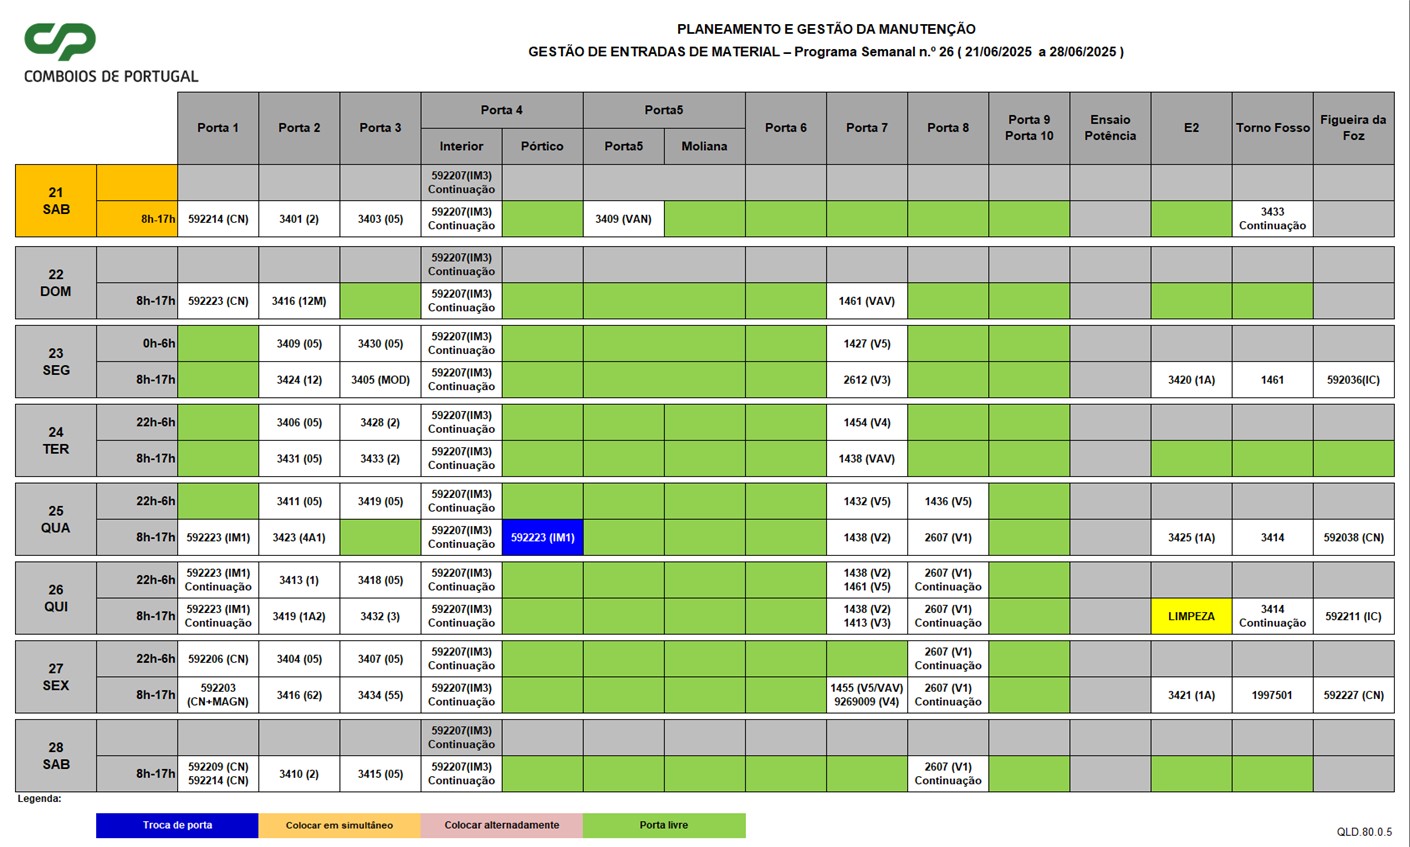 CP
COMBOIOS DE PORTUGAL
PLANEAMENTO E GESTÃO DA MANUTENÇÃO
GESTÃO DE ENTRADAS DE MATERIAL – Programa Semanal n.º 26 ( 21/06/2025 a 28/06/2025 )
Porta 1 Porta 2 Porta 3 Porta 4 Porta5 Porta 6 Porta 7 Porta 8 Porta 9 Porta 10 Ensaio Potência E2 Torno Fosso Figueira da Foz
Interior Pórtico Porta5 Moliana
21 SAB
592207(IM3) Continuação
8h-17h 592214 (CN) 3401 (2) 3403 (05) 592207(IM3) Continuação 3409 (VAN) 3433 Continuação
22 DOM
592207(IM3) Continuação
8h-17h 592223 (CN) 3416 (12M) 592207(IM3) Continuação 1461 (VAV)
23 SEG
0h-6h 3409 (05) 3430 (05) 592207(IM3) Continuação 1427 (V5)
8h-17h 3424 (12) 3405 (MOD) 592207(IM3) Continuação 2612 (V3) 3420 (1A) 1461 592036(IC)
24 TER
22h-6h 3406 (05) 3428 (2) 592207(IM3) Continuação 1454 (V4)
8h-17h 3431 (05) 3433 (2) 592207(IM3) Continuação 1438 (VAV)
25 QUA
22h-6h 3411 (05) 3419 (05) 592207(IM3) Continuação 1432 (V5) 1436 (V5)
8h-17h 592223 (IM1) 3423 (4A1) 592207(IM3) Continuação 592223 (IM1) 1438 (V2) 2607 (V1) 3425 (1A) 3414 592038 (CN)
26 QUI
22h-6h 592223 (IM1) Continuação 3413 (1) 3418 (05) 592207(IM3) Continuação 1438 (V2) 1461 (V5) 2607 (V1) Continuação
8h-17h 592223 (IM1) Continuação 3419 (1A2) 3432 (3) 592207(IM3) Continuação 1438 (V2) 1413 (V3) 2607 (V1) Continuação LIMPEZA 3414 Continuação 592211 (IC)
27 SEX
22h-6h 592206 (CN) 3404 (05) 3407 (05) 592207(IM3) Continuação 2607 (V1) Continuação
8h-17h 592203 (CN+MAGN) 3416 (62) 3434 (55) 592207(IM3) Continuação 1455 (V5/VAV) 9269009 (V4) 2607 (V1) Continuação 3421 (1A) 1997501 592227 (CN)
28 SAB
592207(IM3) Continuação
8h-17h 592209 (CN) 592214 (CN) 3410 (2) 3415 (05) 592207(IM3) Continuação 2607 (V1) Continuação
Legenda:
Troca de porta Colocar em simultâneo Colocar alternadamente Porta livre
QLD.80.0.5